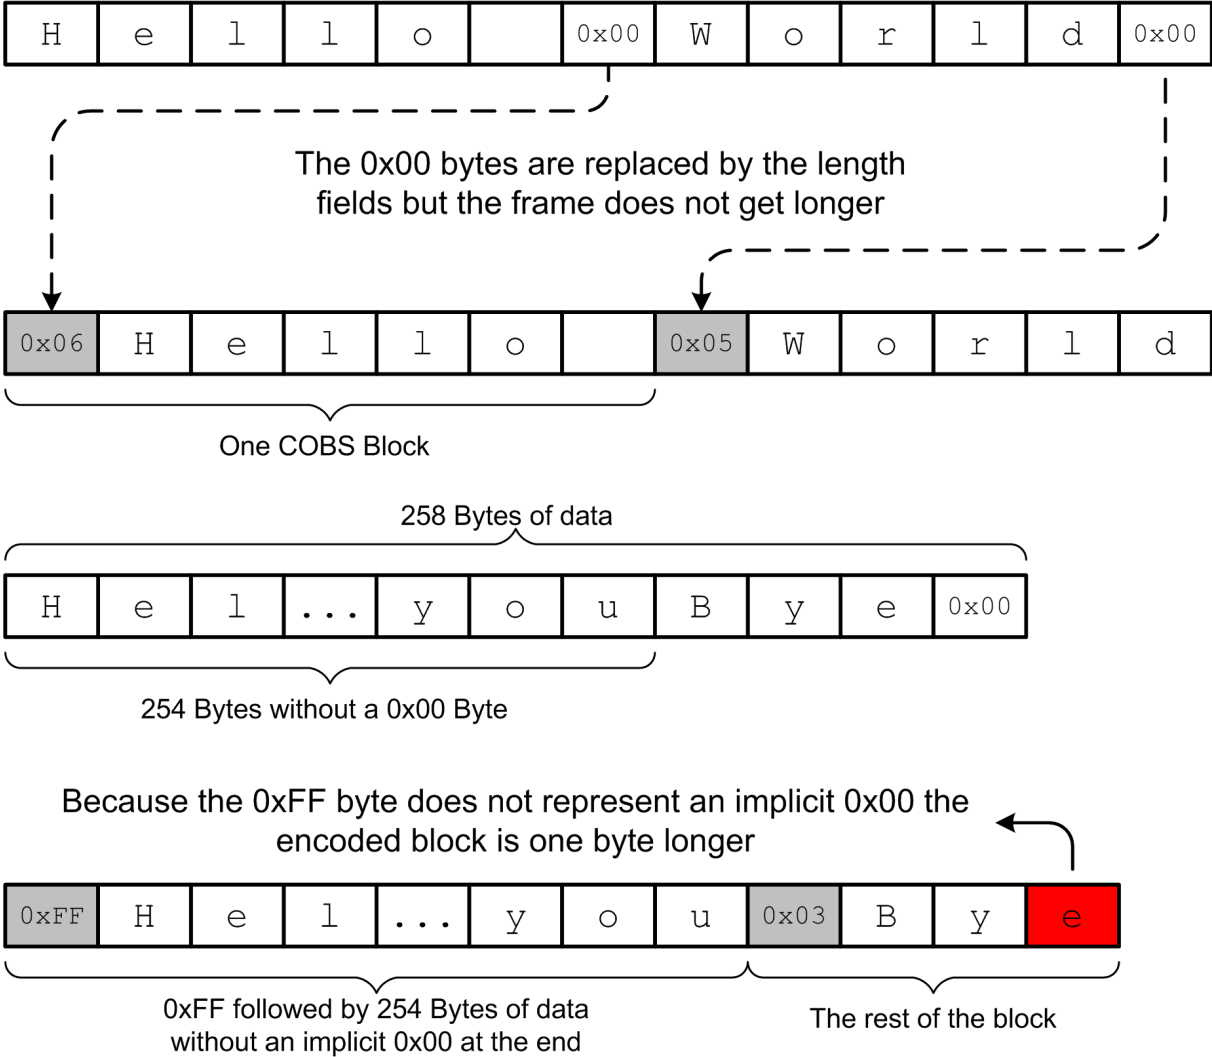 H e l l o 0x00 W o r l d 0x00
The 0x00 bytes are replaced by the length
fields but the frame does not get longer
0x06 H e l l o 0x05 W o r l d
One COBS Block
258 Bytes of data
H e l ... y o u B y e 0x00
254 Bytes without a 0x00 Byte
Because the 0xFF byte does not represent an implicit 0x00 the
encoded block is one byte longer
0xFF H e l ... y o u 0x03 B y e
0xFF followed by 254 Bytes of data
without an implicit 0x00 at the end
The rest of the block